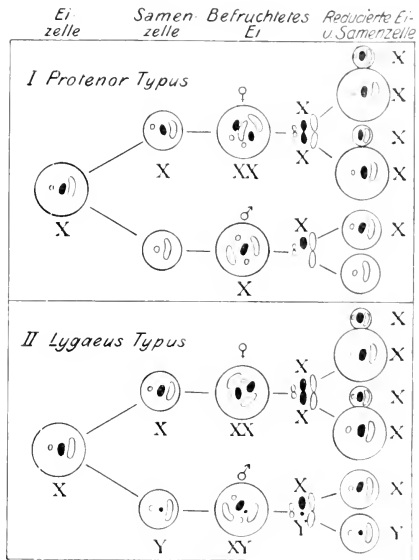 Ei-
zelle
Samen-
zelle
Befruchtetes
Ei
Reducierte Ei-
u. Samenzelle
I Protenor Typus
♀
♂
X
X
XX
X
X
X
X
X
X
X
X
X
II Lygaeus Typus
♀
♂
X
X
XX
X
X
X
X
X
X
Y
XY
X
Y
X
Y